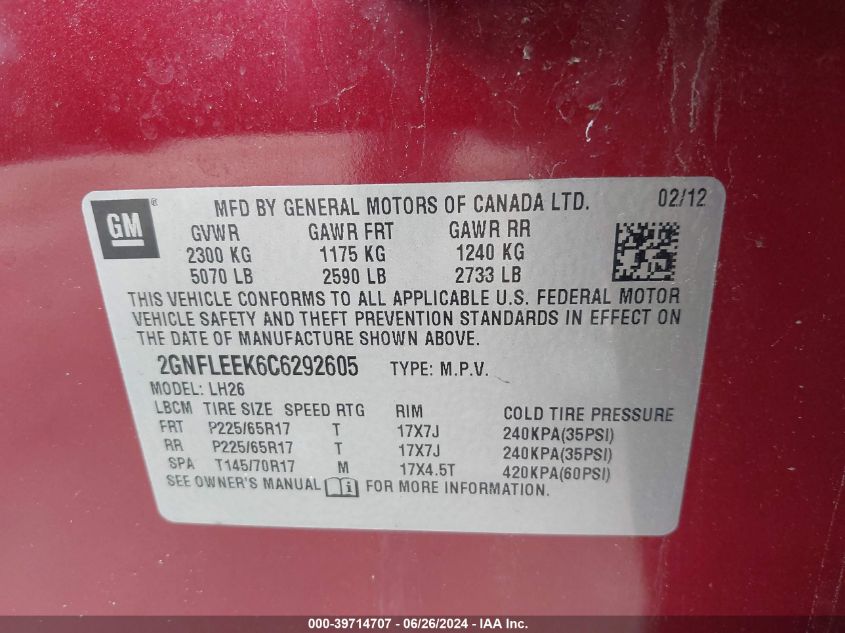 GM ® MFD BY GENERAL MOTORS OF CANADA LTD. 02/12
GVWR GAWR FRT GAWR RR
2300 KG 1175 KG 1240 KG
5070 LB 2590 LB 2733 LB
THIS VEHICLE CONFORMS TO ALL APPLICABLE U.S. FEDERAL MOTOR
VEHICLE SAFETY AND THEFT PREVENTION STANDARDS IN EFFECT ON
THE DATE OF MANUFACTURE SHOWN ABOVE.
2GNFLEEK6C6292605 TYPE: M.P.V.
MODEL: LH26
LBCM TIRE SIZE SPEED RTG RIM COLD TIRE PRESSURE
FRT P225/65R17 T 17X7J 240KPA(35PSI)
RR P225/65R17 T 17X7J 240KPA(35PSI)
SPA T145/70R17 M 17X4.5T 420KPA(60PSI)
SEE OWNER'S MANUAL i FOR MORE INFORMATION.
000-39714707 - 06/26/2024 - IAA Inc.